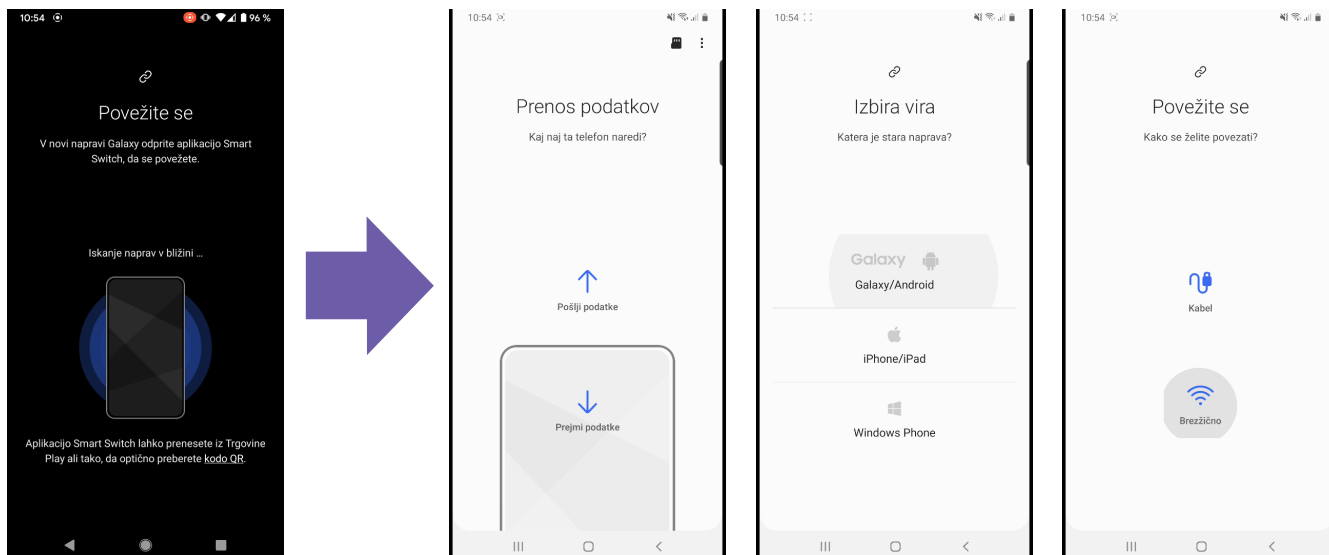 10:54
96 %
Povežite se
V novi napravi Galaxy odprite aplikacijo Smart
Switch, da se povežete.
Iskanje naprav v bližini ...
Aplikacijo Smart Switch lahko prenesete iz Trgovine
Play ali tako, da optično preberete kodo QR.
10:54
Prenos podatkov
Kaj naj ta telefon naredi?
Pošlji podatke
Prejmi podatke
10:54
Izbira vira
Katera je stara naprava?
Galaxy
Galaxy/Android
iPhone/iPad
Windows Phone
10:54
Povežite se
Kako se želite povezati?
Kabel
Brezžično